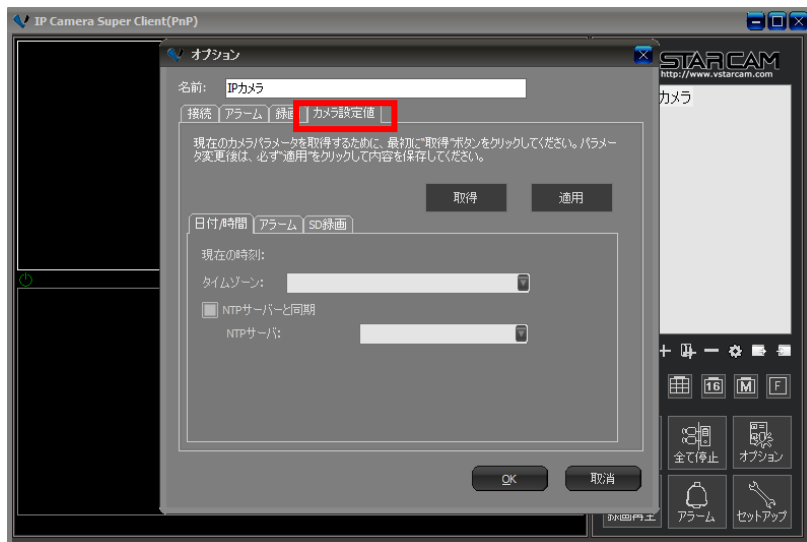 IP Camera Super Client(PnP)
オプション
STARCAM
http://www.vstarcam.com
名前: IPカメラ
カメラ
接続 アラーム 録画 カメラ設定値
現在のカメラパラメータを取得するために、最初に"取得"ボタンをクリックしてください。パラメー
タ変更後は、必ず"適用"をクリックして内容を保存してください。
取得 適用
日付/時間 アラーム SD録画
現在の時刻:
タイムゾーン:
NTPサーバーと同期
NTPサーバ:
16 M F
全て停止 オプション
OK 取消
録画再生 アラーム セットアップ